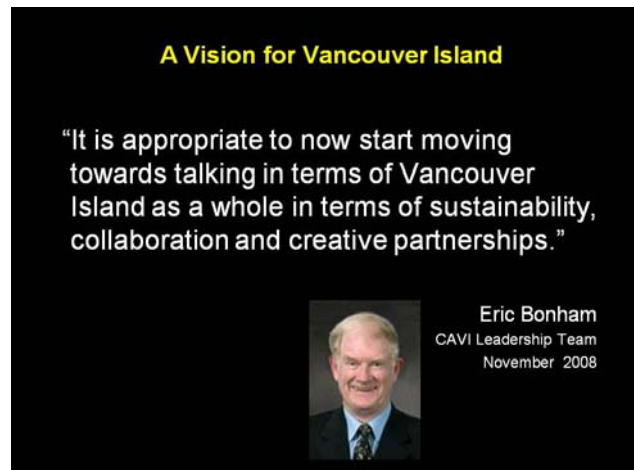 A Vision for Vancouver Island
“It is appropriate to now start moving
towards talking in terms of Vancouver
Island as a whole in terms of sustainability,
collaboration and creative partnerships.”
Eric Bonham
CAVI Leadership Team
November 2008